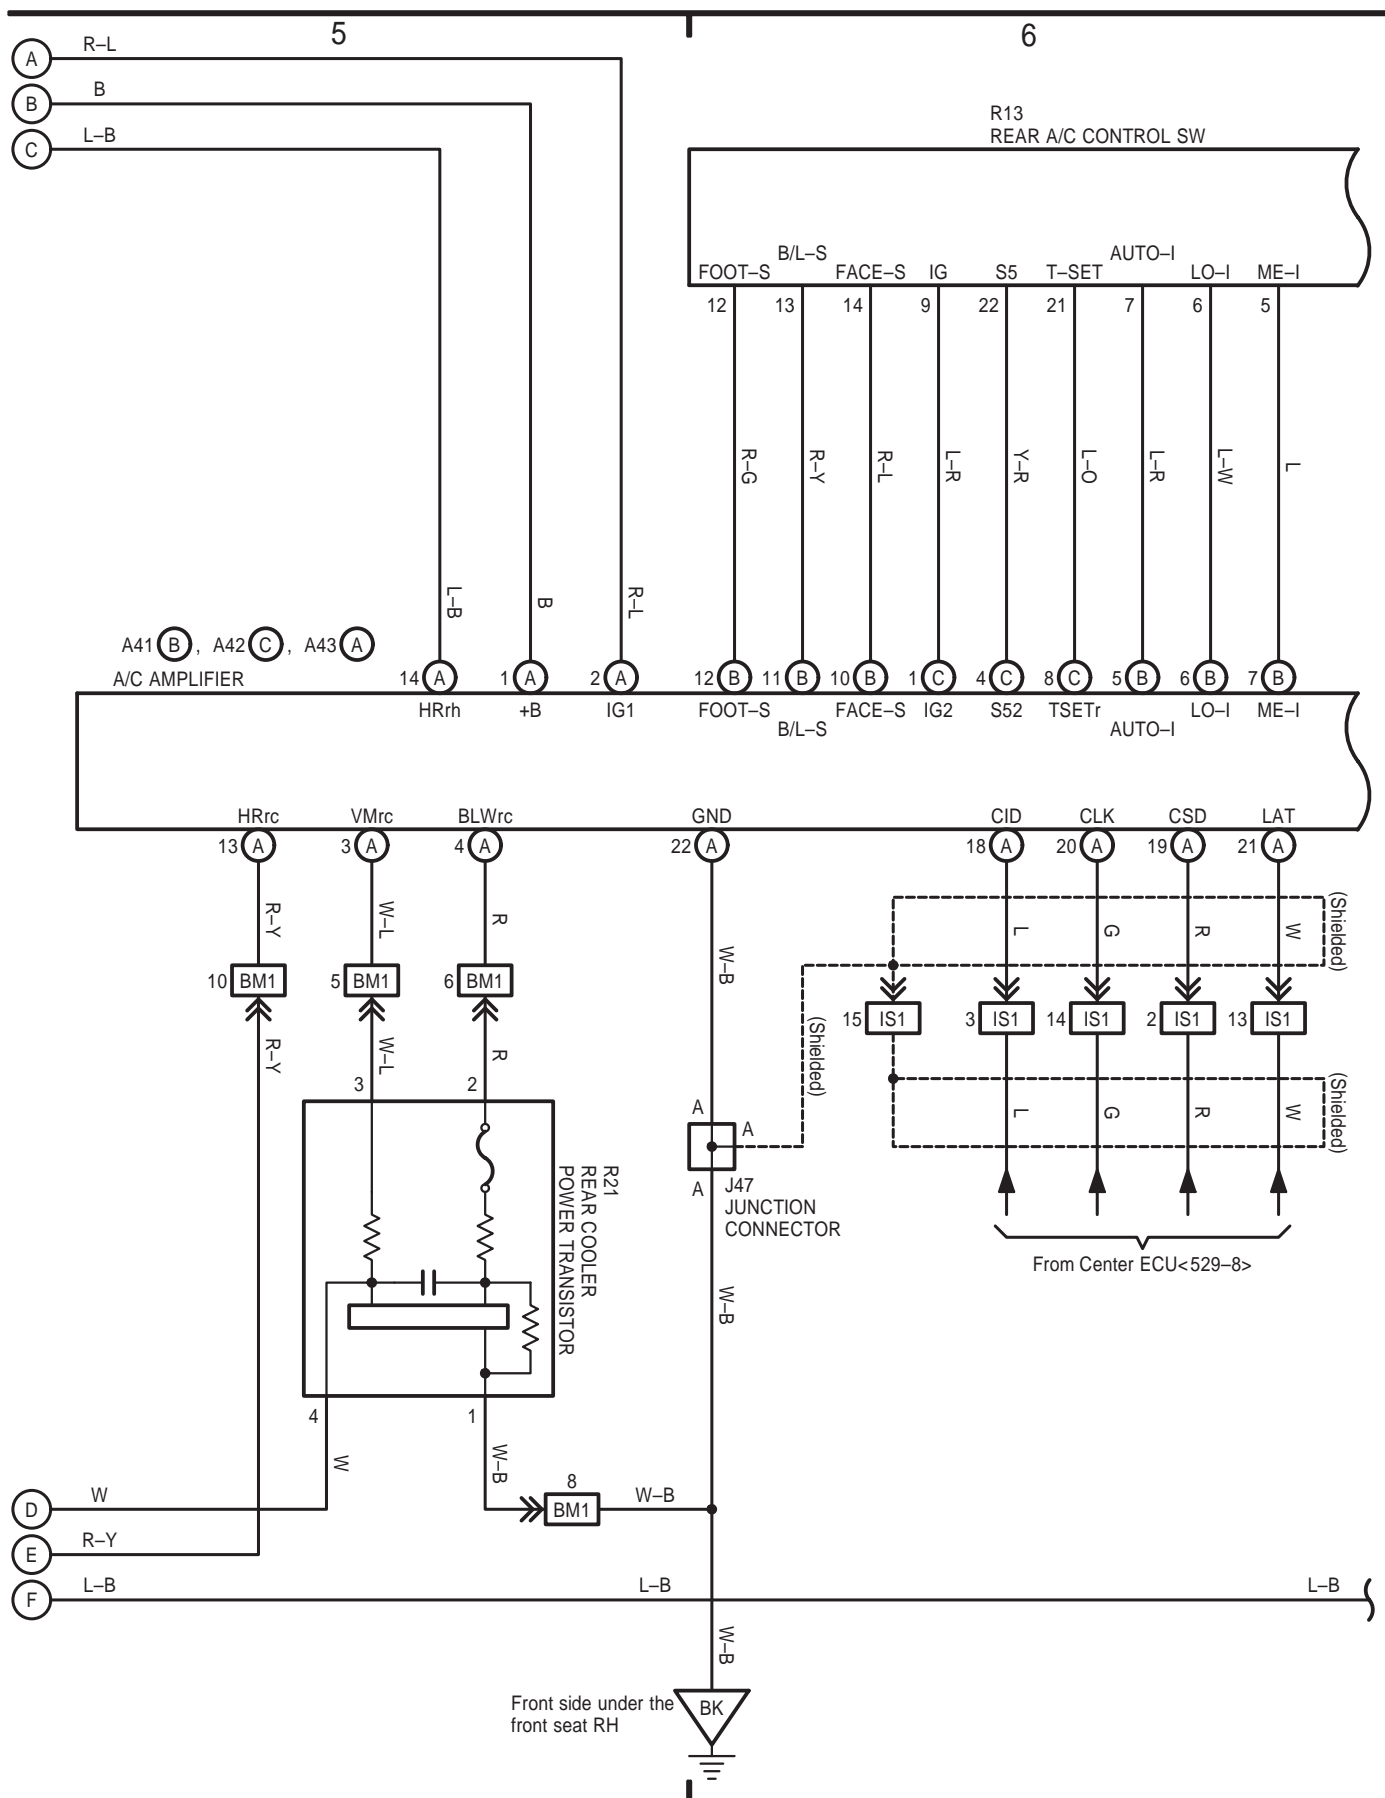 5
6
A
R–L
B
B
C
L–B
R13
REAR A/C CONTROL SW
B/L–S
AUTO–I
FOOT–S
FACE–S
IG
S5
T–SET
LO–I
ME–I
12
13
14
9
22
21
7
6
5
R–G
R–Y
R–L
L–R
Y–R
L–O
L–R
L–W
L
L–B
B
R–L
A41 B , A42 C , A43 A
A/C AMPLIFIER
14 A
1 A
2 A
12 B
11 B
10 B
1 C
4 C
8 C
5 B
6 B
7 B
HRrh
+B
IG1
FOOT–S
FACE–S
IG2
S52
TSETr
LO–I
ME–I
B/L–S
AUTO–I
HRrc
VMrc
BLWrc
GND
CID
CLK
CSD
LAT
13 A
3 A
4 A
22 A
18 A
20 A
19 A
21 A
R–Y
W–L
R
W–B
L
G
R
W
(Shielded)
10 BM1
5 BM1
6 BM1
15 IS1
3 IS1
14 IS1
2 IS1
13 IS1
R–Y
W–L
R
(Shielded)
3
2
A
A
A
L
G
R
W
(Shielded)
R21
REAR COOLER
POWER TRANSISTOR
J47
JUNCTION
CONNECTOR
From Center ECU<529–8>
W–B
4
1
W
W–B
8
BM1
W–B
D
W
E
R–Y
F
L–B
L–B
L–B
W–B
Front side under the
front seat RH
BK